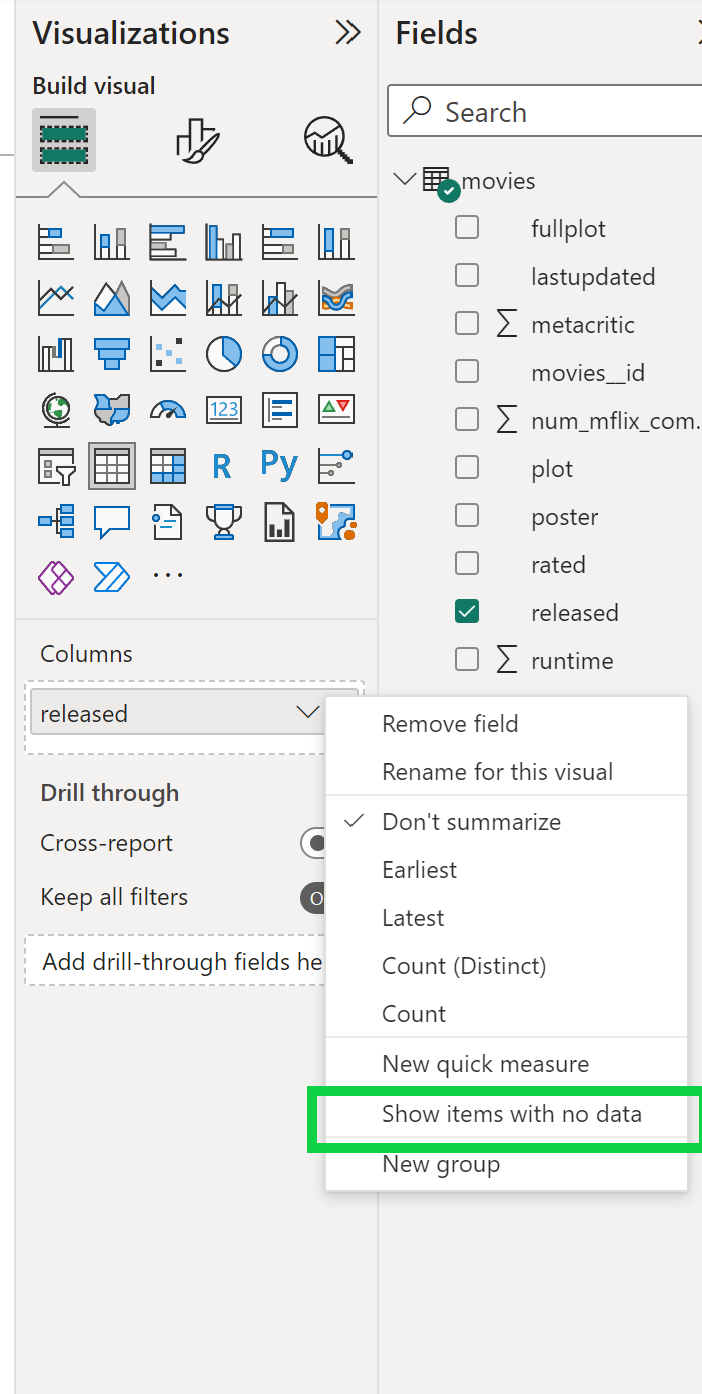 Visualizations
Build visual
123
R
Py
Columns
released
Drill through
Cross-report
Keep all filters
O
Add drill-through fields he
Fields
Search
movies
fullplot
lastupdated
∑ metacritic
movies__id
∑ num_mflix_com...
plot
poster
rated
released
∑ runtime
Remove field
Rename for this visual
Don't summarize
Earliest
Latest
Count (Distinct)
Count
New quick measure
Show items with no data
New group